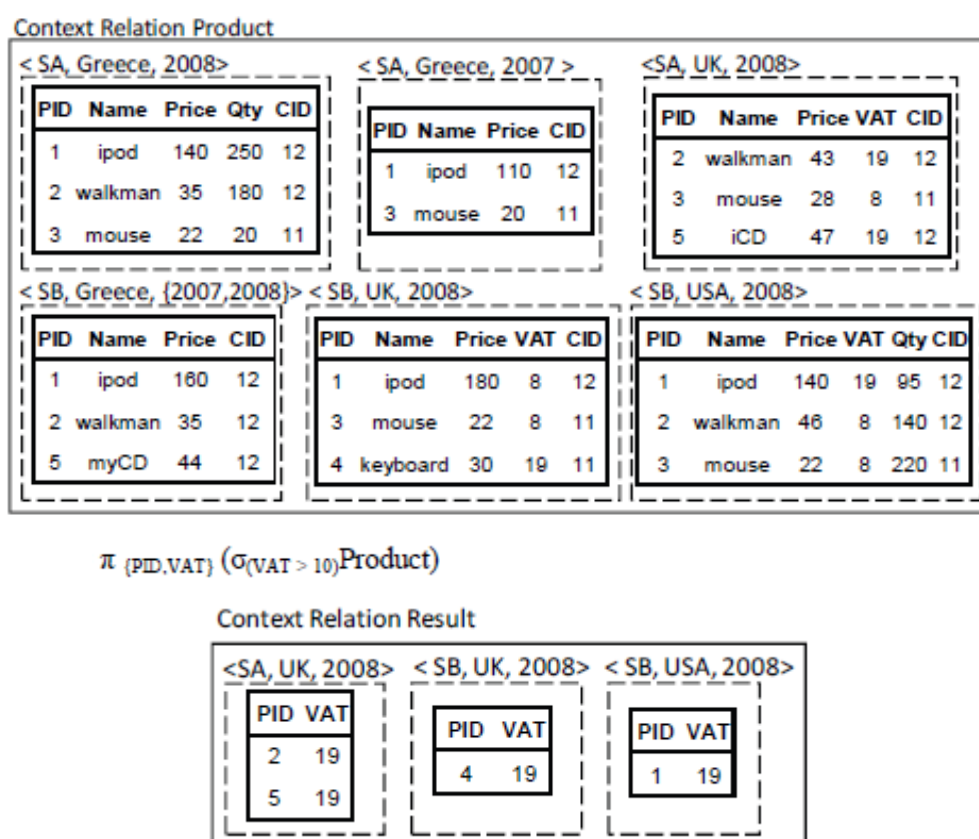 Context Relation Product
< SA, Greece, 2008>
PID Name Price Qty CID
1 ipod 140 250 12
2 walkman 35 180 12
3 mouse 22 20 11
< SA, Greece, 2007 >
PID Name Price CID
1 ipod 110 12
3 mouse 20 11
<SA, UK, 2008>
PID Name Price VAT CID
2 walkman 43 19 12
3 mouse 28 8 11
5 iCD 47 19 12
< SB, Greece, {2007,2008}>
PID Name Price CID
1 ipod 160 12
2 walkman 35 12
5 myCD 44 12
< SB, UK, 2008>
PID Name Price VAT CID
1 ipod 180 8 12
3 mouse 22 8 11
4 keyboard 30 19 11
< SB, USA, 2008>
PID Name Price VAT Qty CID
1 ipod 140 19 95 12
2 walkman 46 8 140 12
3 mouse 22 8 220 11
π {PID,VAT} (σ(VAT > 10)Product)
Context Relation Result
<SA, UK, 2008>
PID VAT
2 19
5 19
< SB, UK, 2008>
PID VAT
4 19
< SB, USA, 2008>
PID VAT
1 19